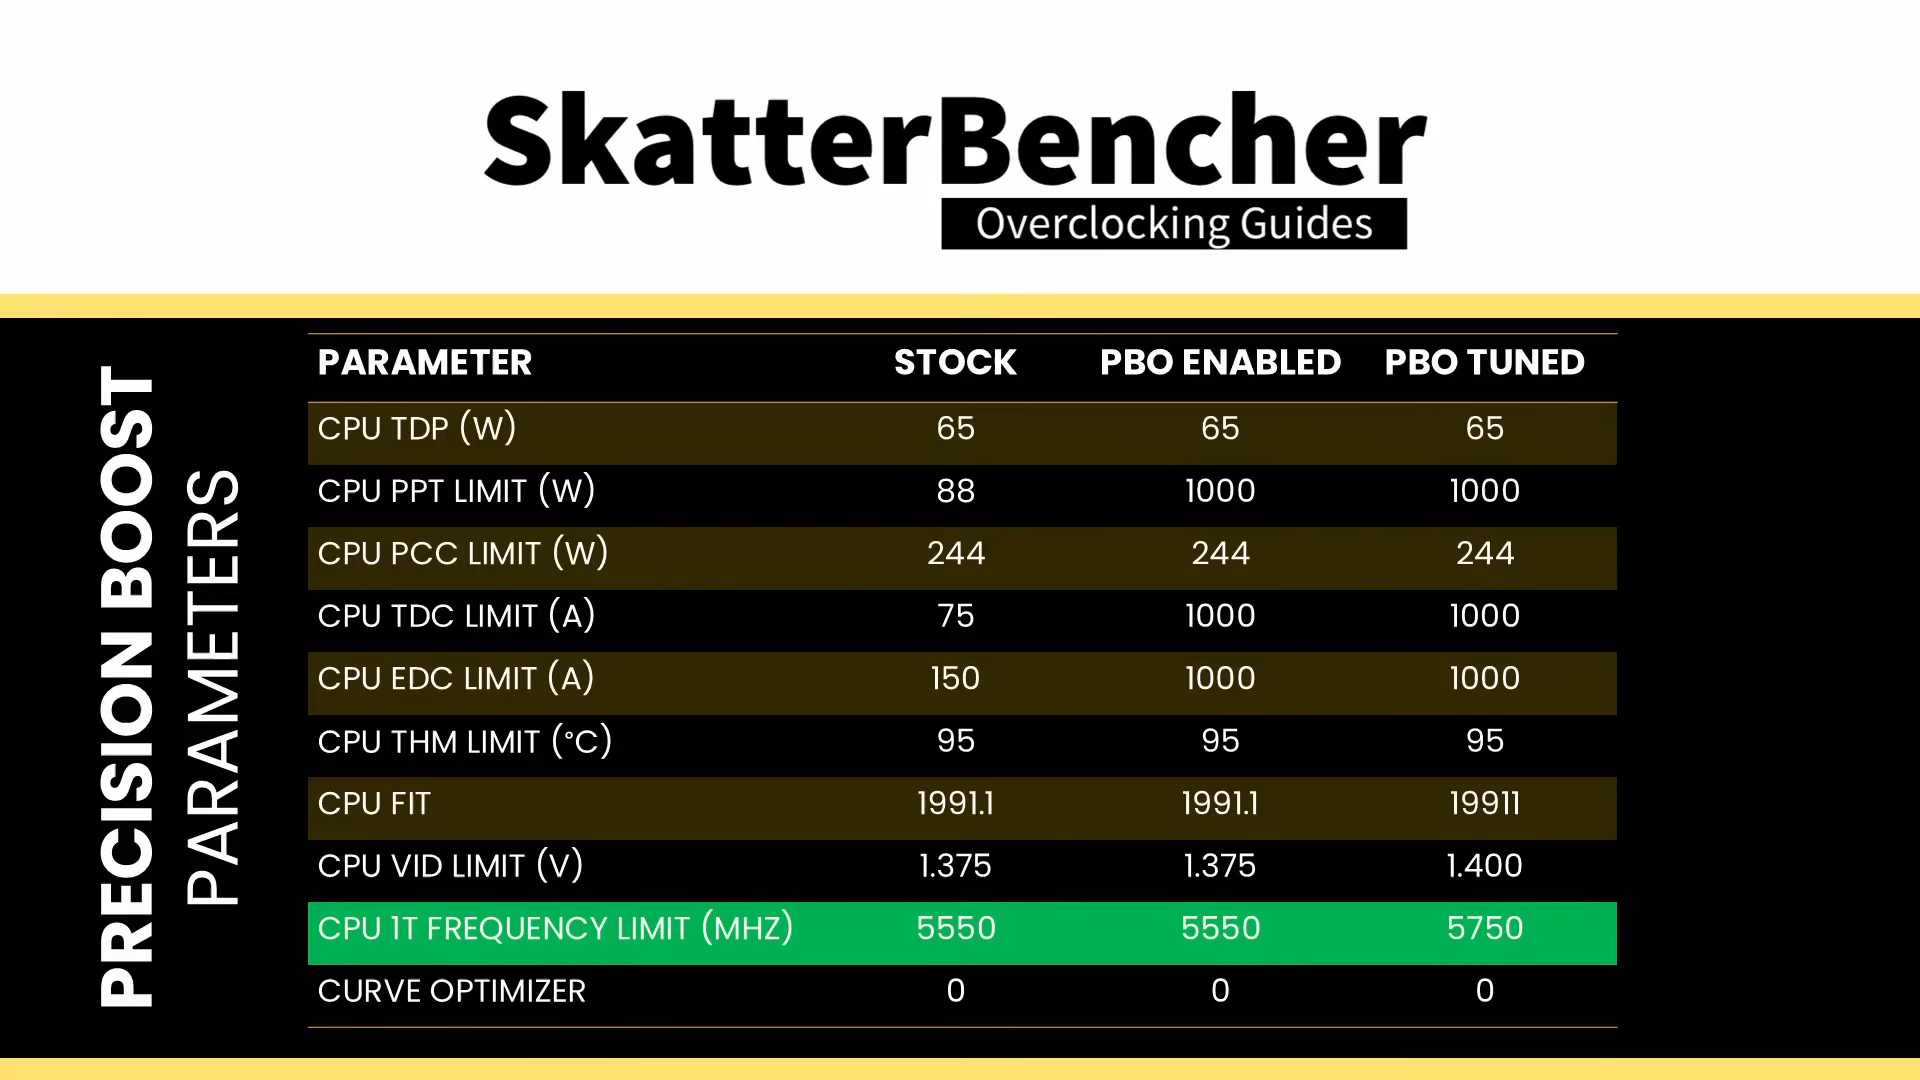 SkatterBencher
Overclocking Guides
PRECISION BOOST
PARAMETERS
PARAMETER STOCK PBO ENABLED PBO TUNED
CPU TDP (W) 65 65 65
CPU PPT LIMIT (W) 88 1000 1000
CPU PCC LIMIT (W) 244 244 244
CPU TDC LIMIT (A) 75 1000 1000
CPU EDC LIMIT (A) 150 1000 1000
CPU THM LIMIT (°C) 95 95 95
CPU FIT 1991.1 1991.1 19911
CPU VID LIMIT (V) 1.375 1.375 1.400
CPU 1T FREQUENCY LIMIT (MHZ) 5550 5550 5750
CURVE OPTIMIZER 0 0 0